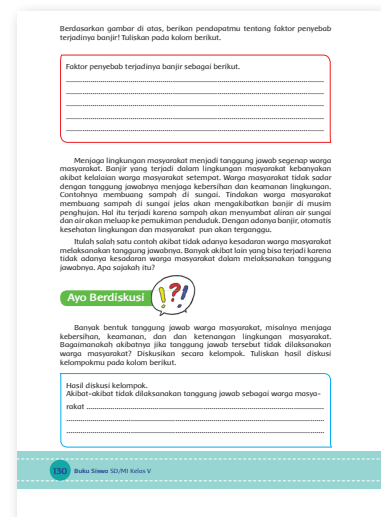 Berdasarkan gambar di atas, berikan pendapatmu tentang faktor penyebab
terjadinya banjir! Tuliskan pada kolom berikut.
Faktor penyebab terjadinya banjir sebagai berikut.
Menjaga lingkungan masyarakat menjadi tanggung jawab segenap warga
masyarakat. Banjir yang terjadi dalam lingkungan masyarakat kebanyakan
akibat kelalaian warga masyarakat setempat. Warga masyarakat tidak sadar
dengan tanggung jawabnya menjaga kebersihan dan keamanan lingkungan.
Contohnya membuang sampah di sungai. Tindakan warga masyarakat
membuang sampah di sungai jelas akan mengakibatkan banjir di musim
penghujan. Hal itu terjadi karena sampah akan menyumbat aliran air sungai
dan air akan meluap ke pemukiman penduduk. Dengan adanya banjir, otomatis
kesehatan lingkungan dan masyarakat pun akan terganggu.
Itulah salah satu contoh akibat tidak adanya kesadaran warga masyarakat
melaksanakan tanggung jawabnya. Banyak akibat lain yang bisa terjadi karena
tidak adanya kesadaran warga masyarakat dalam melaksanakan tanggung
jawabnya. Apa sajakah itu?
Ayo Berdiskusi
!?!
Banyak bentuk tanggung jawab warga masyarakat, misalnya menjaga
kebersihan, keamanan, dan dan ketenangan lingkungan masyarakat.
Bagaimanakah akibatnya jika tanggung jawab tersebut tidak dilaksanakan
warga masyarakat? Diskusikan secara kelompok. Tuliskan hasil diskusi
kelompokmu pada kolom berikut.
Hasil diskusi kelompok.
Akibat-akibat tidak dilaksanakan tanggung jawab sebagai warga masya-
rakat
130 Buku Siswa SD/MI Kelas V